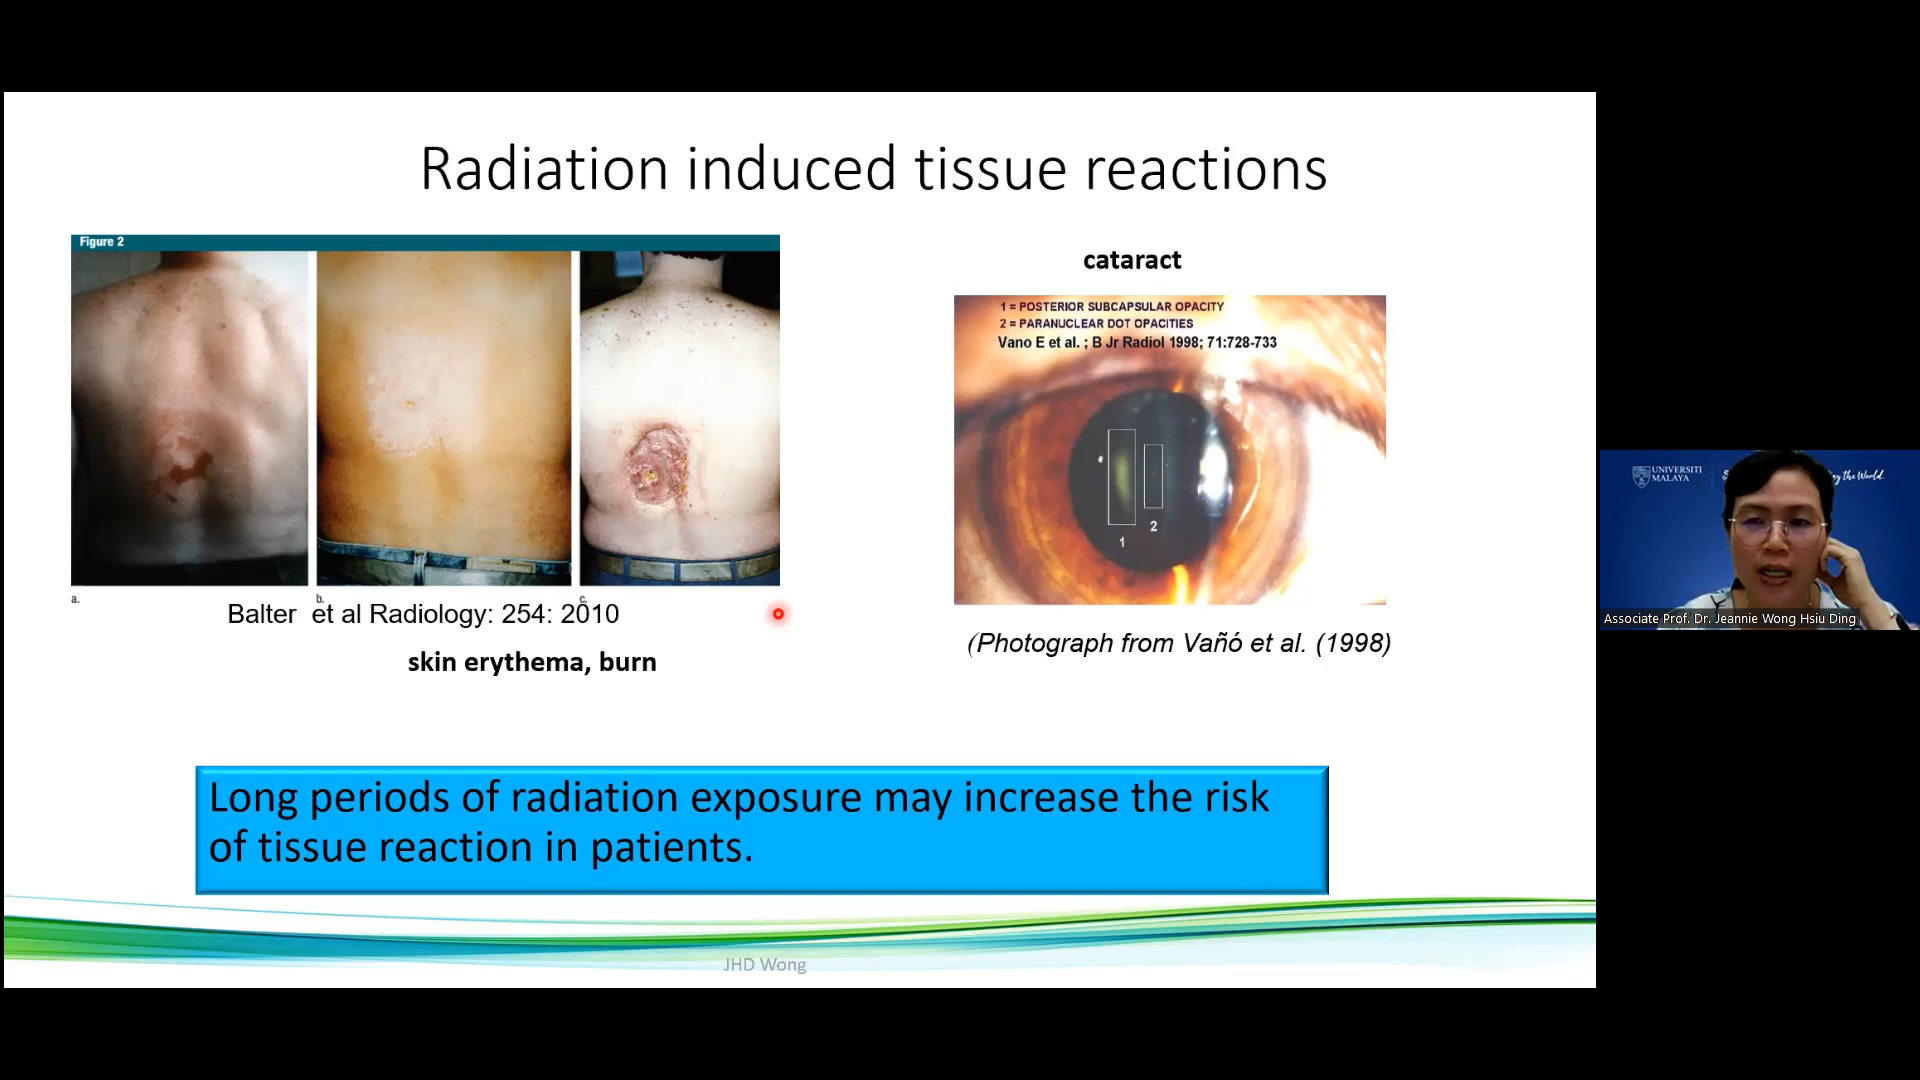 Radiation induced tissue reactions
Figure 2
a.
b.
c.
Balter et al Radiology: 254: 2010
skin erythema, burn
cataract
1 = POSTERIOR SUBCAPSULAR OPACITY
2 = PARANUCLEAR DOT OPACITIES
Vano E et al. ; B Jr Radiol 1998; 71:728-733
1
2
(Photograph from Vañó et al. (1998)
Long periods of radiation exposure may increase the risk
of tissue reaction in patients.
JHD Wong
UNIVERSITI
MALAYA
the World.
Associate Prof. Dr. Jeannie Wong Hsiu Ding